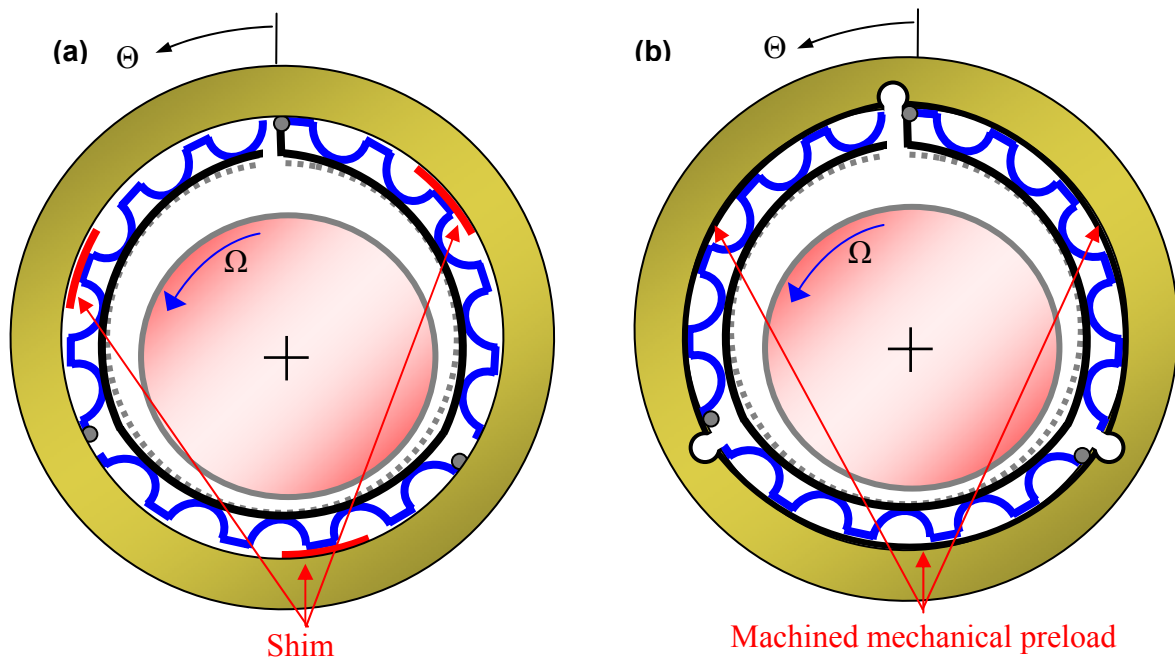 (a)
Θ
Ω
Shim
(b)
Θ
Ω
Machined mechanical preload